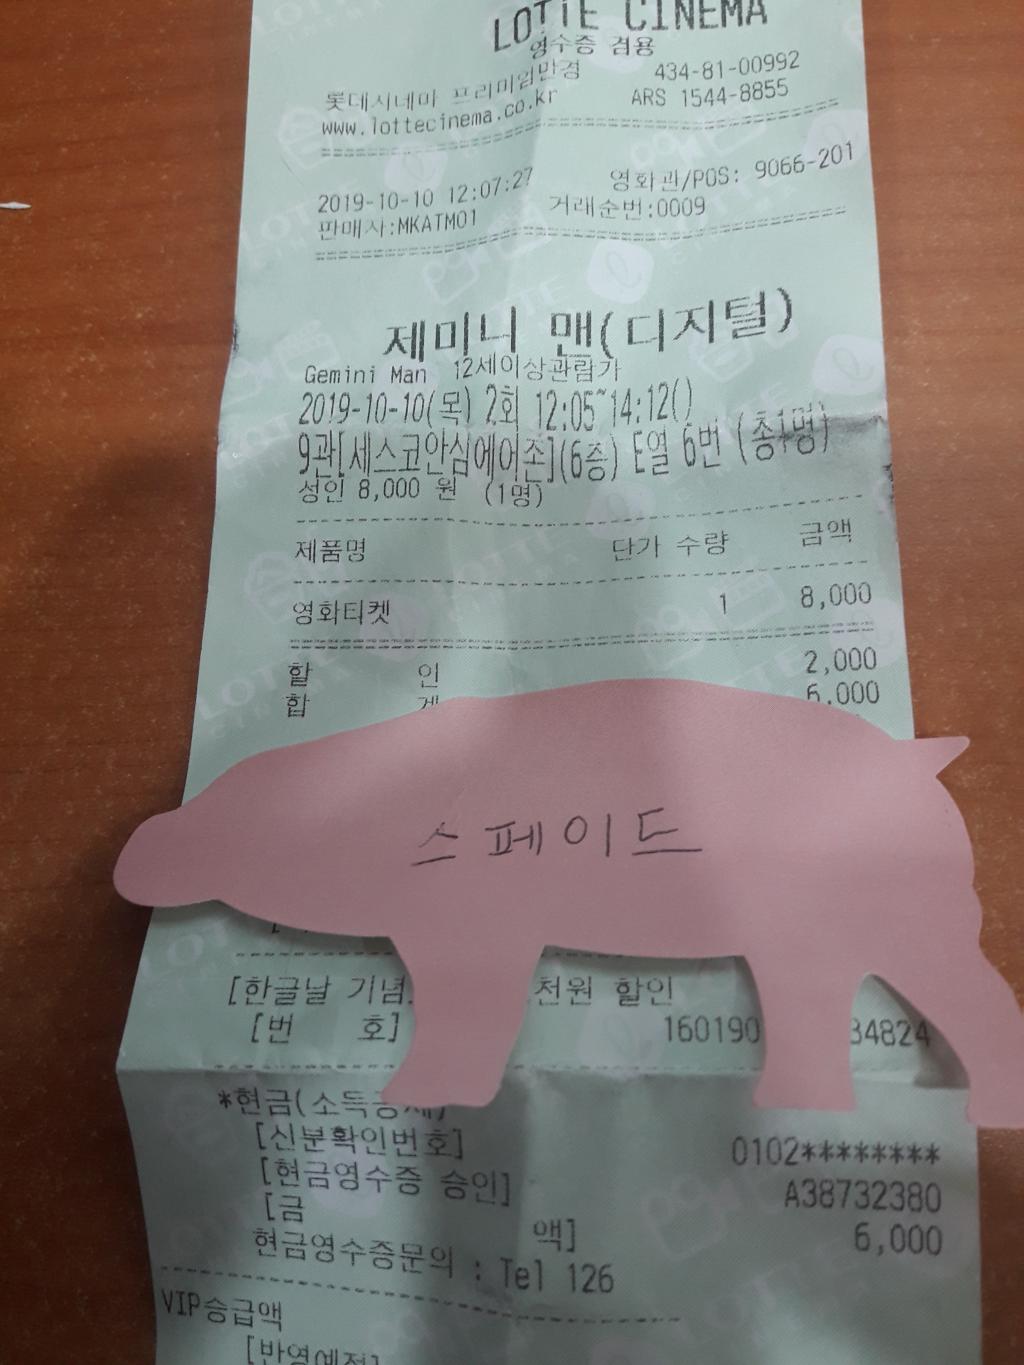 LOTTE CINEMA
영수증 겸용
롯데시네마 프리미엄만경 434-81-00992
www.lottecinema.co.kr ARS 1544-8855
2019-10-10 12:07:27 영화관/POS: 9066-201
판매자:MKATM01 거래순번:0009
제미니 맨(디지털)
Gemini Man 12세이상관람가
2019-10-10(목) 2회 12:05~14:12()
9관[세스코안심에어존](6층) E열 6번 (총1명)
성인 8,000 원 (1명)
제품명 단가 수량 금액
영화티켓 1 8,000
할 인 2,000
합 계 6,000
스페이드
[한글날 기념 천원 할인
[번 호] 160190 34824
*현금(소득공제)
[신분확인번호] 0102********
[현금영수증 승인] A38732380
[금 액] 6,000
현금영수증문의 : Tel 126
VIP승급액
[반영예정]